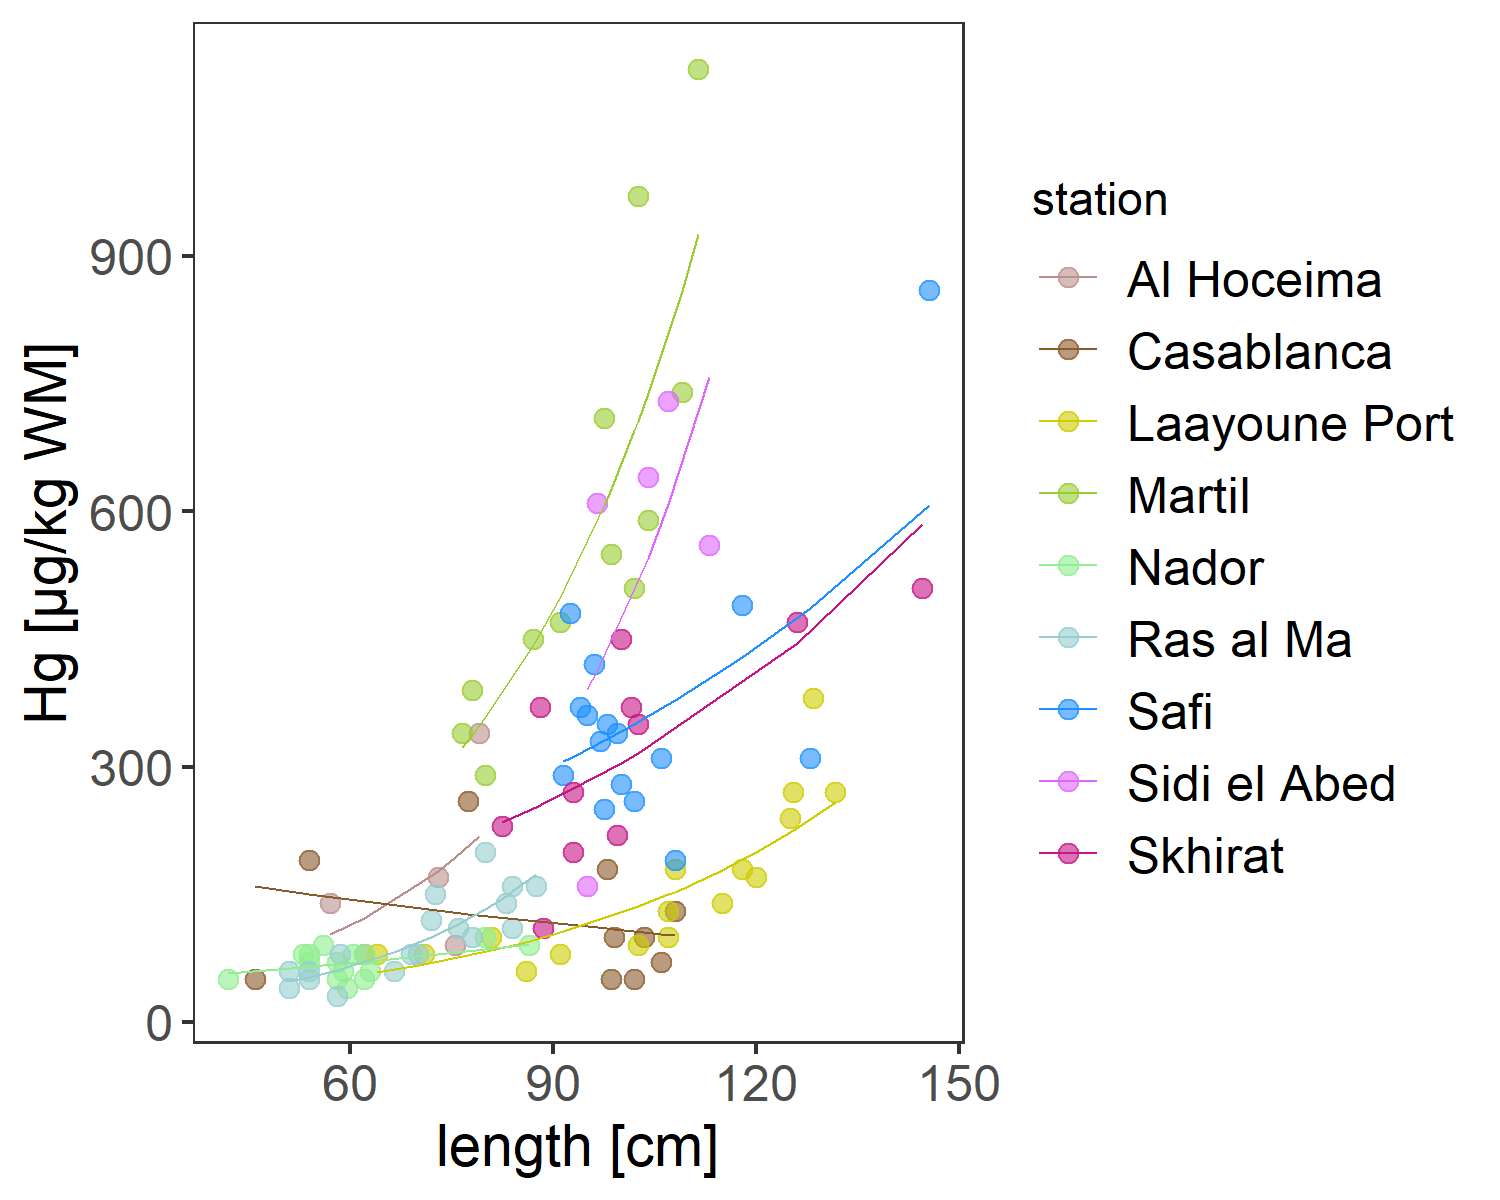 900
600
300
0
60 90 120 150
length [cm]
Hg [µg/kg WM]
station
Al Hoceima
Casablanca
Laayoune Port
Martil
Nador
Ras al Ma
Safi
Sidi el Abed
Skhirat